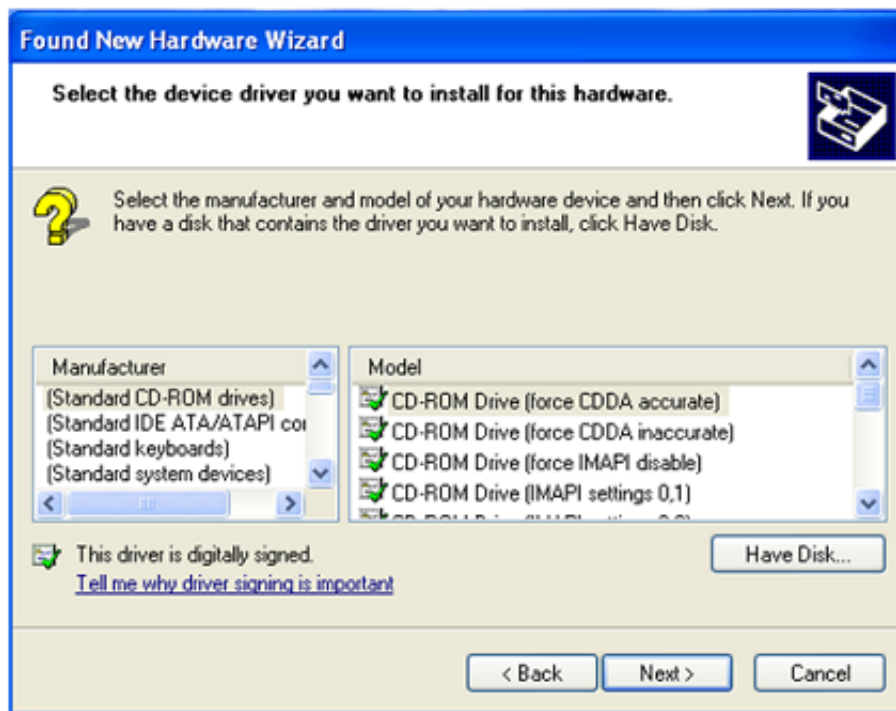 Found New Hardware Wizard
Select the device driver you want to install for this hardware.
Select the manufacturer and model of your hardware device and then click Next. If you
have a disk that contains the driver you want to install, click Have Disk.
Manufacturer
(Standard CD-ROM drives)
(Standard IDE ATA/ATAPI
(Standard keyboards)
(Standard system devices)
Model
CD-ROM Drive (force CDDA accurate)
CD-ROM Drive (force CDDA inaccurate)
CD-ROM Drive (force IMAPI disable)
CD-ROM Drive (IMAPI settings 0,1)
This driver is digitally signed.
Tell me why driver signing is important
Have Disk...
< Back
Next >
Cancel